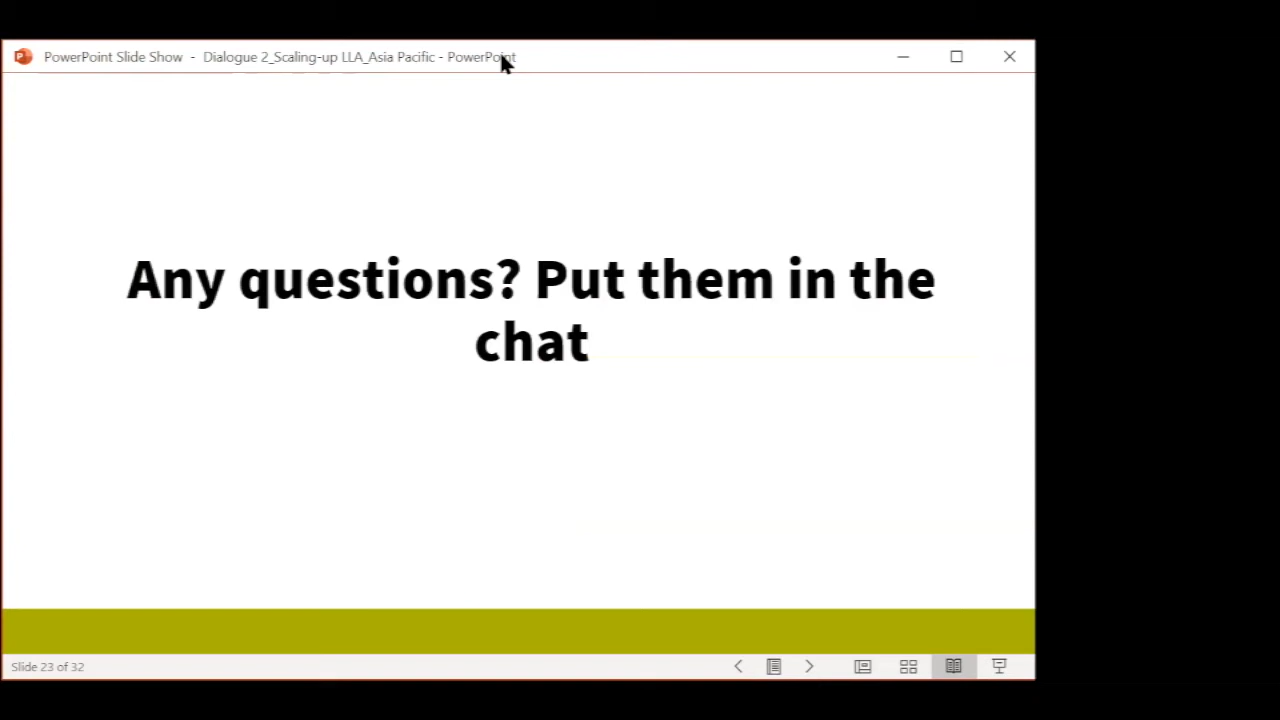 PowerPoint Slide Show - Dialogue 2_Scaling-up LLA_Asia Pacific - PowerPoint
Any questions? Put them in the
chat
Slide 23 of 32